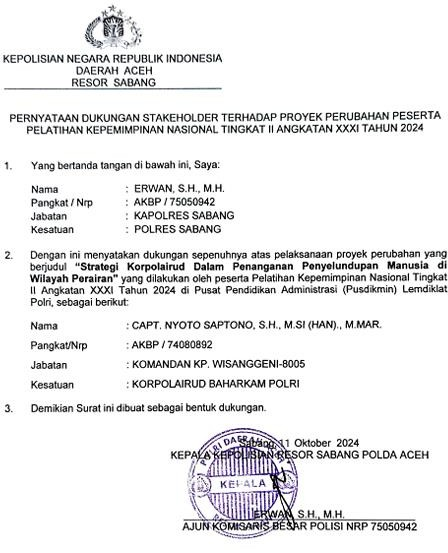 KEPOLISIAN NEGARA REPUBLIK INDONESIA
DAERAH ACEH
RESOR SABANG
PERNYATAAN DUKUNGAN STAKEHOLDER TERHADAP PROYEK PERUBAHAN PESERTA
PELATIHAN KEPEMIMPINAN NASIONAL TINGKAT II ANGKATAN XXXI TAHUN 2024
1. Yang bertanda tangan di bawah ini, Saya:
Nama : ERWAN, S.H., M.H.
Pangkat / Nrp : AKBP / 75050942
Jabatan : KAPOLRES SABANG
Kesatuan : POLRES SABANG
2. Dengan ini menyatakan dukungan sepenuhnya atas pelaksanaan proyek perubahan yang
berjudul “Strategi Korpolairud Dalam Penanganan Penyelundupan Manusia di
Wilayah Perairan” yang dilakukan oleh peserta Pelatihan Kepemimpinan Nasional Tingkat
II Angkatan XXXI Tahun 2024 di Pusat Pendidikan Administrasi (Pusdikmin) Lemdiklat
Polri, sebagai berikut:
Nama : CAPT. NYOTO SAPTONO, S.H., M.SI (HAN)., M.MAR.
Pangkat/Nrp : AKBP / 74080892
Jabatan : KOMANDAN KP. WISANGGENI-8005
Kesatuan : KORPOLAIRUD BAHARKAM POLRI
3. Demikian Surat ini dibuat sebagai bentuk dukungan.
Sabang, 11 Oktober 2024
KEPALA KEPOLISIAN RESOR SABANG POLDA ACEH
POLRI DAERAH
KEPALA
ERWAN, S.H., M.H.
AJUN KOMISARIS BESAR POLISI NRP 75050942